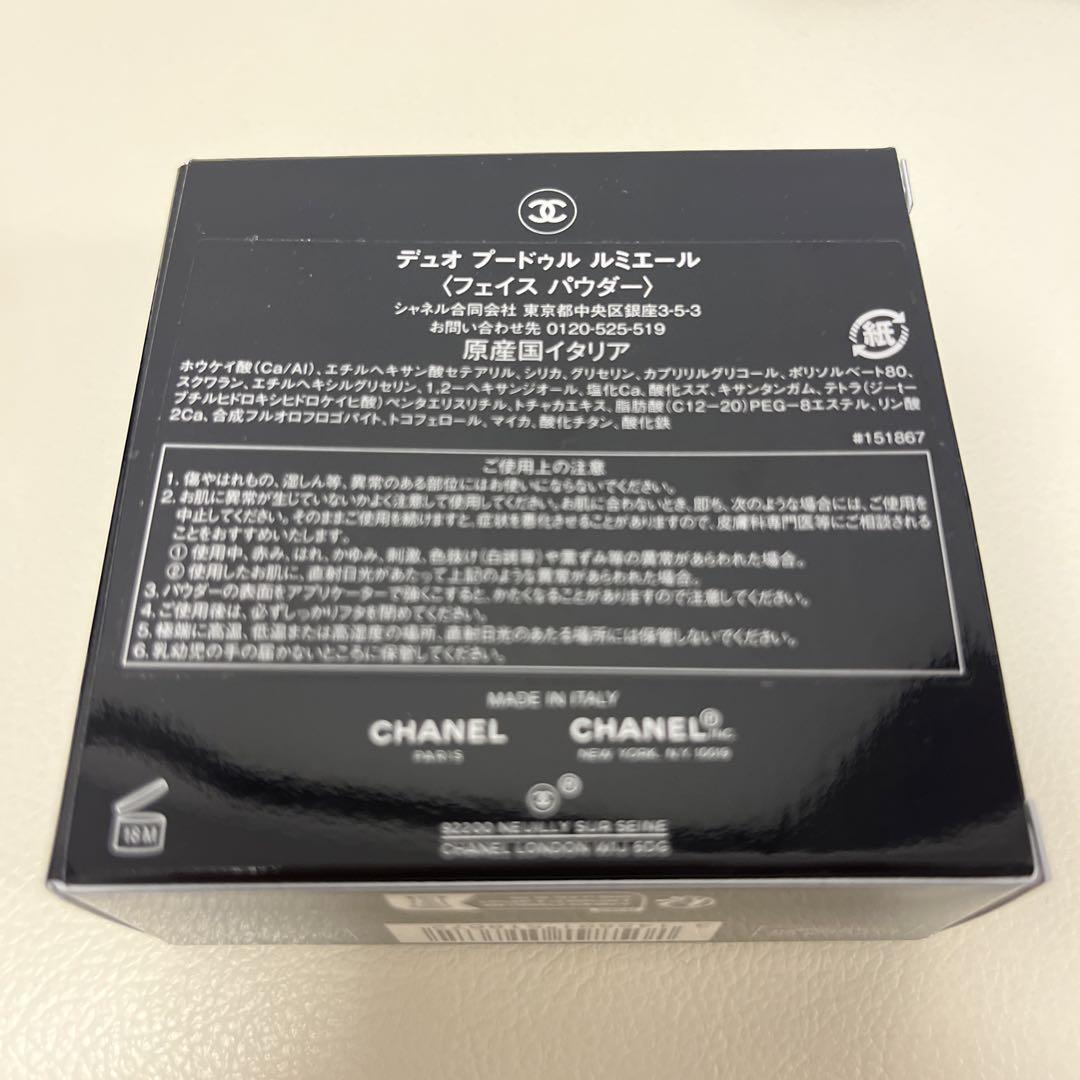 デュオ プードゥル ルミエール
〈フェイス パウダー〉
シャネル合同会社 東京都中央区銀座3-5-3
お問い合わせ先 0120-525-519
原産国イタリア
紙
ホウケイ酸(Ca/Al)、エチルヘキサン酸セテアリル、シリカ、グリセリン、カプリリルグリコール、ポリソルベート80、
スクワラン、エチルヘキシルグリセリン、1,2-ヘキサンジオール、塩化Ca、酸化スズ、キサンタンガム、テトラ(ジ-t-
ブチルヒドロキシヒドロケイヒ酸)ペンタエリスリチル、トチャカエキス、脂肪酸(C12-20)PEG-8エステル、リン酸
2Ca、合成フルオロフロゴパイト、トコフェロール、マイカ、酸化チタン、酸化鉄
#151867
ご使用上の注意
1. 傷やはれもの、湿しん等、異常のある部位にはお使いにならないでください。
2. お肌に異常が生じていないかよく注意して使用してください。お肌に合わないとき、即ち、次のような場合には、ご使用を
中止してください。そのままご使用を続けますと、症状を悪化させることがありますので、皮膚科専門医等にご相談される
ことをおすすめいたします。
① 使用中、赤み、はれ、かゆみ、刺激、色抜け(白斑等)や黒ずみ等の異常があらわれた場合。
② 使用したお肌に、直射日光があたって上記のような異常があらわれた場合。
3. パウダーの表面をアプリケーターで強くこすると、かたくなることがありますので注意してください。
4. ご使用後は、必ずしっかりフタを閉めてください。
5. 極端に高温、低温または高湿度の場所、直射日光のあたる場所には保管しないでください。
6. 乳幼児の手の届かないところに保管してください。
MADE IN ITALY
CHANEL CHANEL® INC.
PARIS NEW YORK, N.Y. 10019
®
92200 NEUILLY SUR SEINE
CHANEL LONDON W1J 6DG
18M